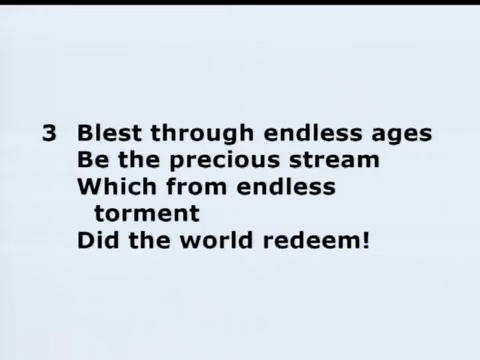 3 Blest through endless ages
Be the precious stream
Which from endless
torment
Did the world redeem!